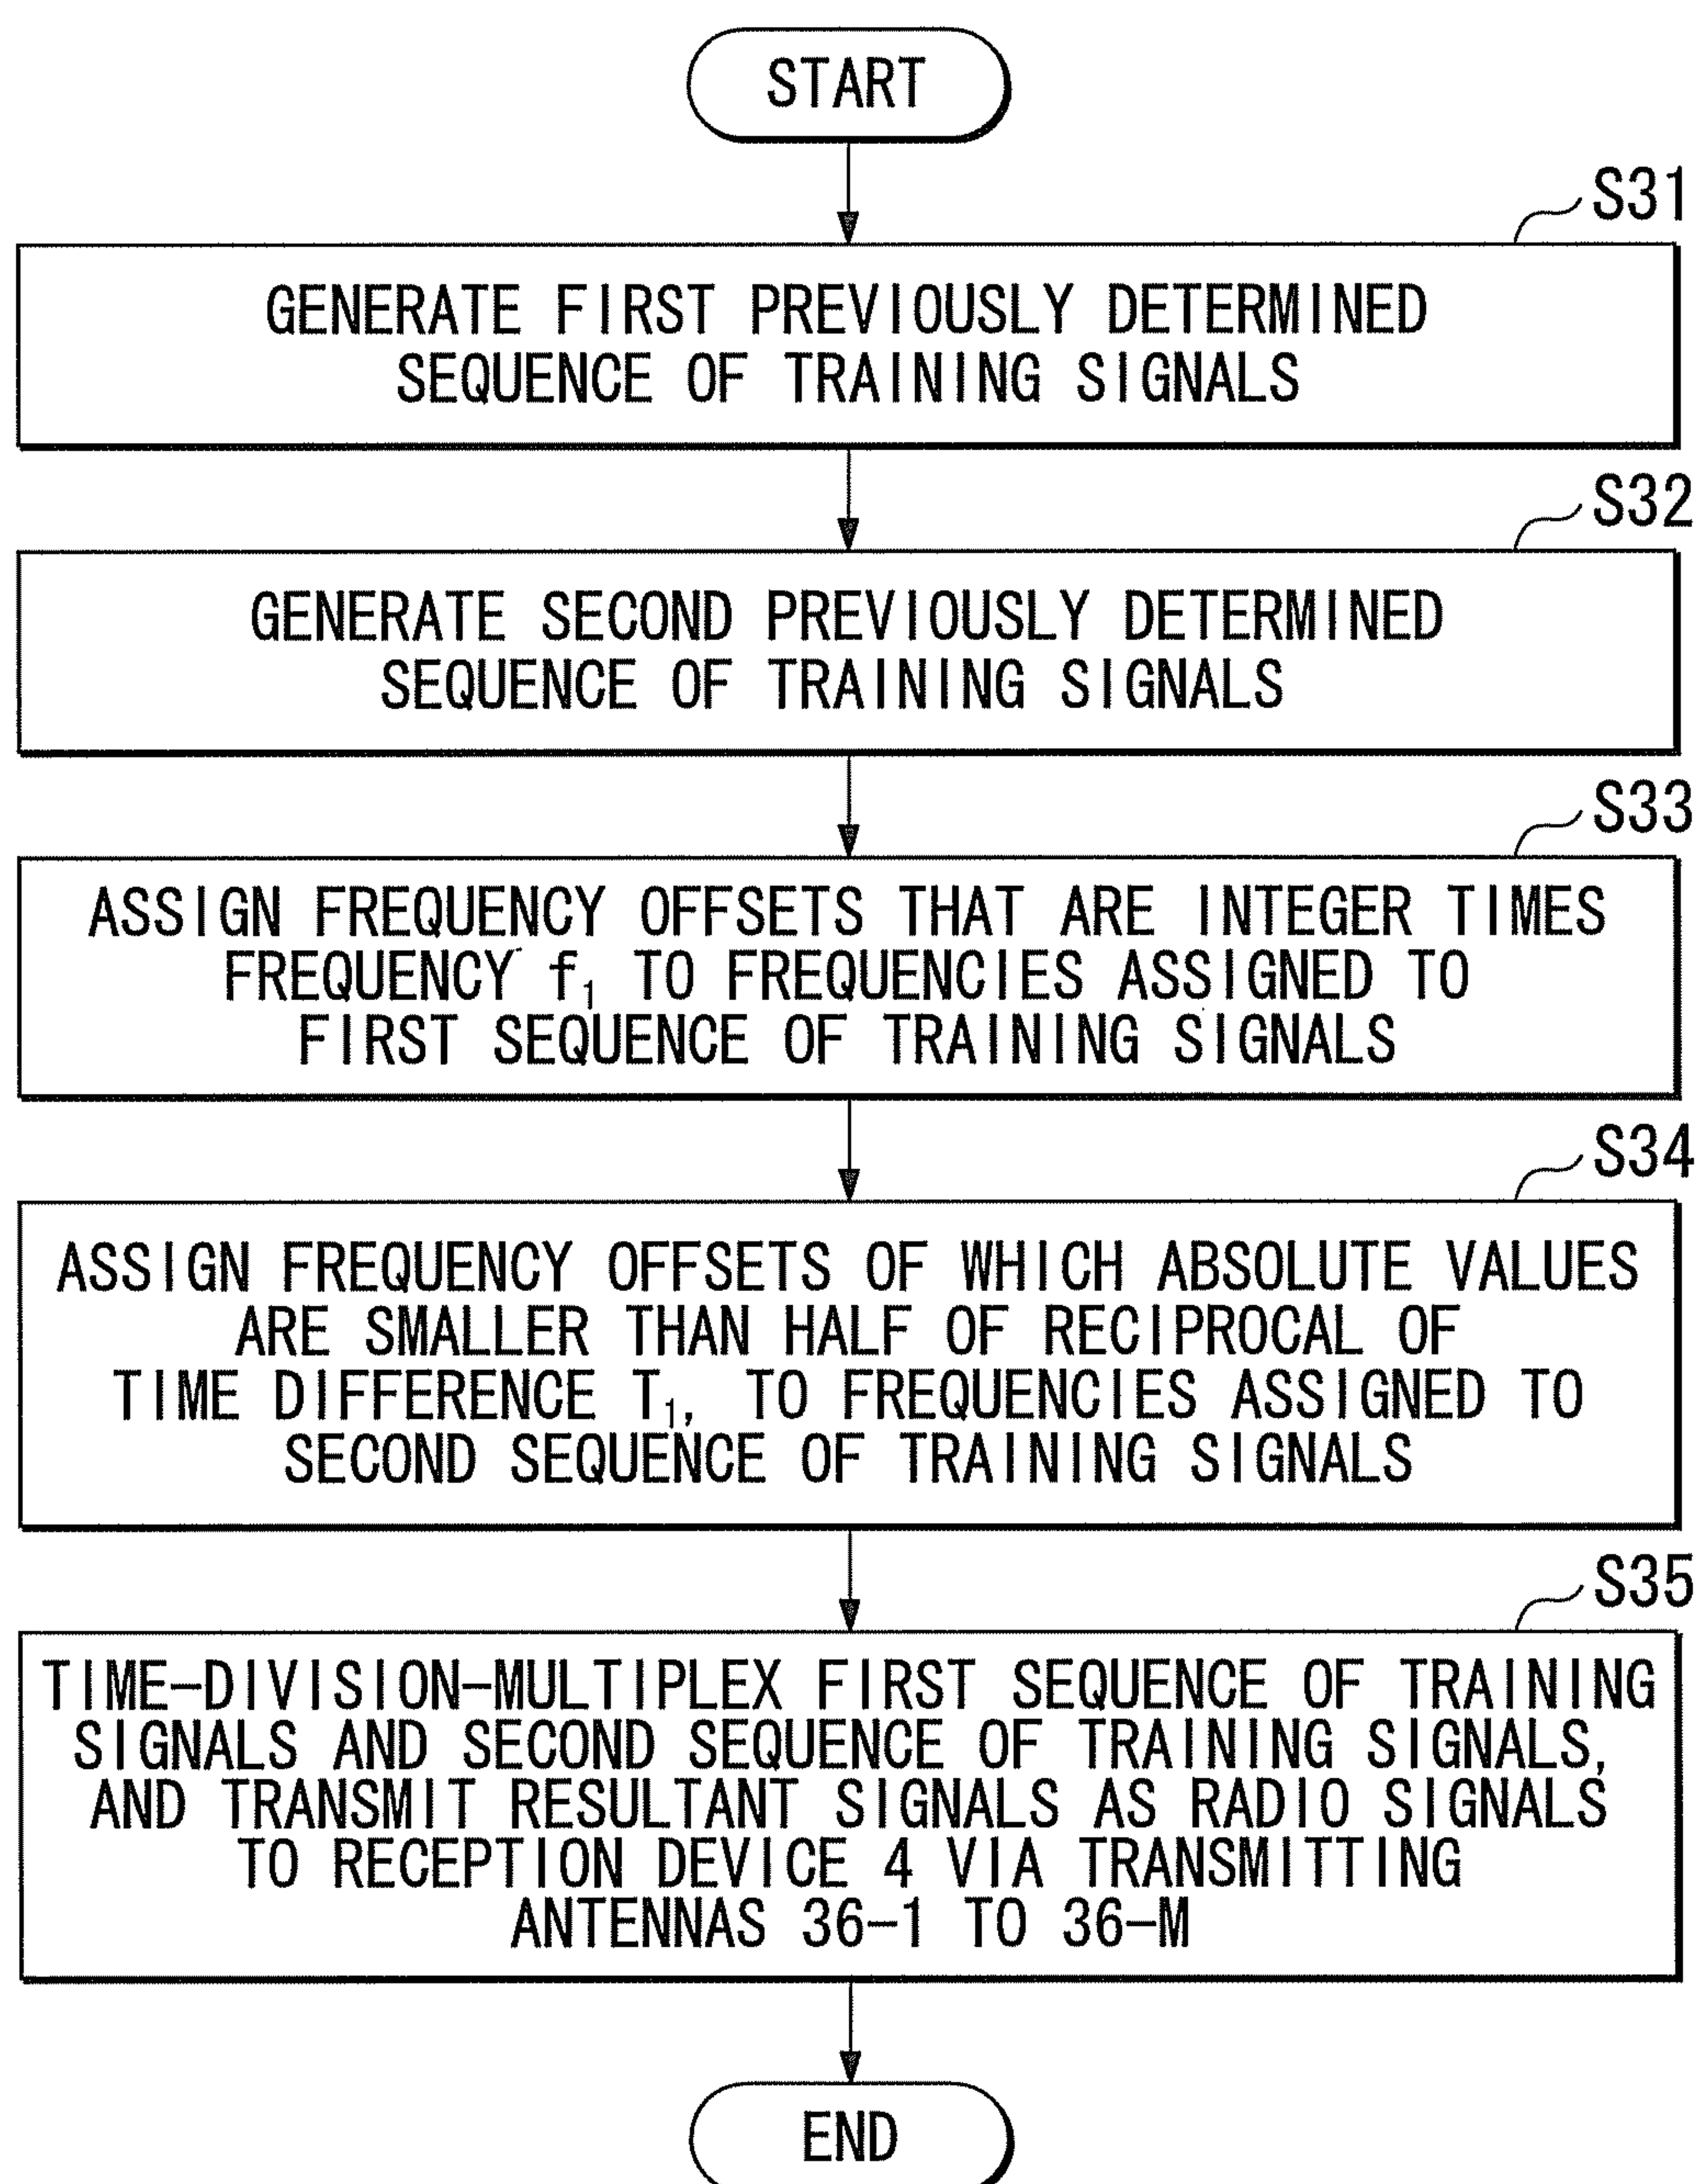 START
S31
GENERATE FIRST PREVIOUSLY DETERMINED
SEQUENCE OF TRAINING SIGNALS
S32
GENERATE SECOND PREVIOUSLY DETERMINED
SEQUENCE OF TRAINING SIGNALS
S33
ASSIGN FREQUENCY OFFSETS THAT ARE INTEGER TIMES
FREQUENCY f₁ TO FREQUENCIES ASSIGNED TO
FIRST SEQUENCE OF TRAINING SIGNALS
S34
ASSIGN FREQUENCY OFFSETS OF WHICH ABSOLUTE VALUES
ARE SMALLER THAN HALF OF RECIPROCAL OF
TIME DIFFERENCE T₁, TO FREQUENCIES ASSIGNED TO
SECOND SEQUENCE OF TRAINING SIGNALS
S35
TIME-DIVISION-MULTIPLEX FIRST SEQUENCE OF TRAINING
SIGNALS AND SECOND SEQUENCE OF TRAINING SIGNALS,
AND TRANSMIT RESULTANT SIGNALS AS RADIO SIGNALS
TO RECEPTION DEVICE 4 VIA TRANSMITTING
ANTENNAS 36-1 TO 36-M
END